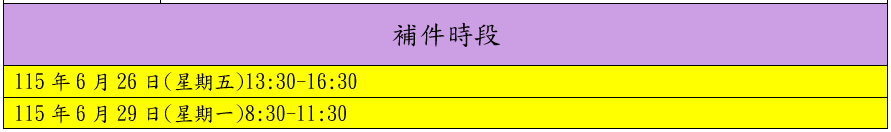 補件時段
115 年 6 月 26 日(星期五)13:30-16:30
115 年 6 月 29 日(星期一)8:30-11:30